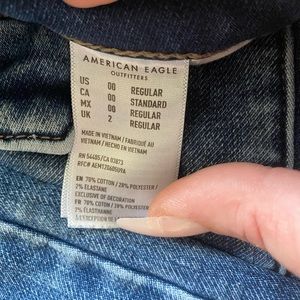 AMERICAN EAGLE
OUTFITTERS
US 00 REGULAR
CA 00 STANDARD
MX 00 REGULAR
UK 2 REGULAR
MADE IN VIETNAM / FABRIQUÉ AU
VIETNAM / HECHO EN VIETNAM
RN 54485/CA 03873
EN 70% COTTON / 28% POLYESTER /
2% ELASTANE
EXCLUSIVE OF DECORATION
FR 70% COTON / 28% POLYESTER /
2% ÉLASTHANNE